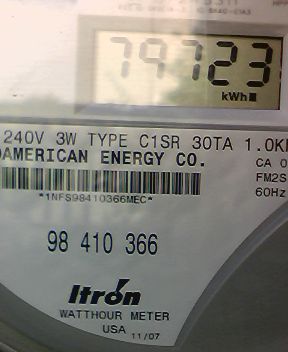 79723
kWh
240V 3W TYPE C1SR 30TA 1.0K
AMERICAN ENERGY CO.
CA 0
FM2S
60Hz
*1NFS98410366MEC*
98 410 366
Itron
WATTHOUR METER
USA 11/07